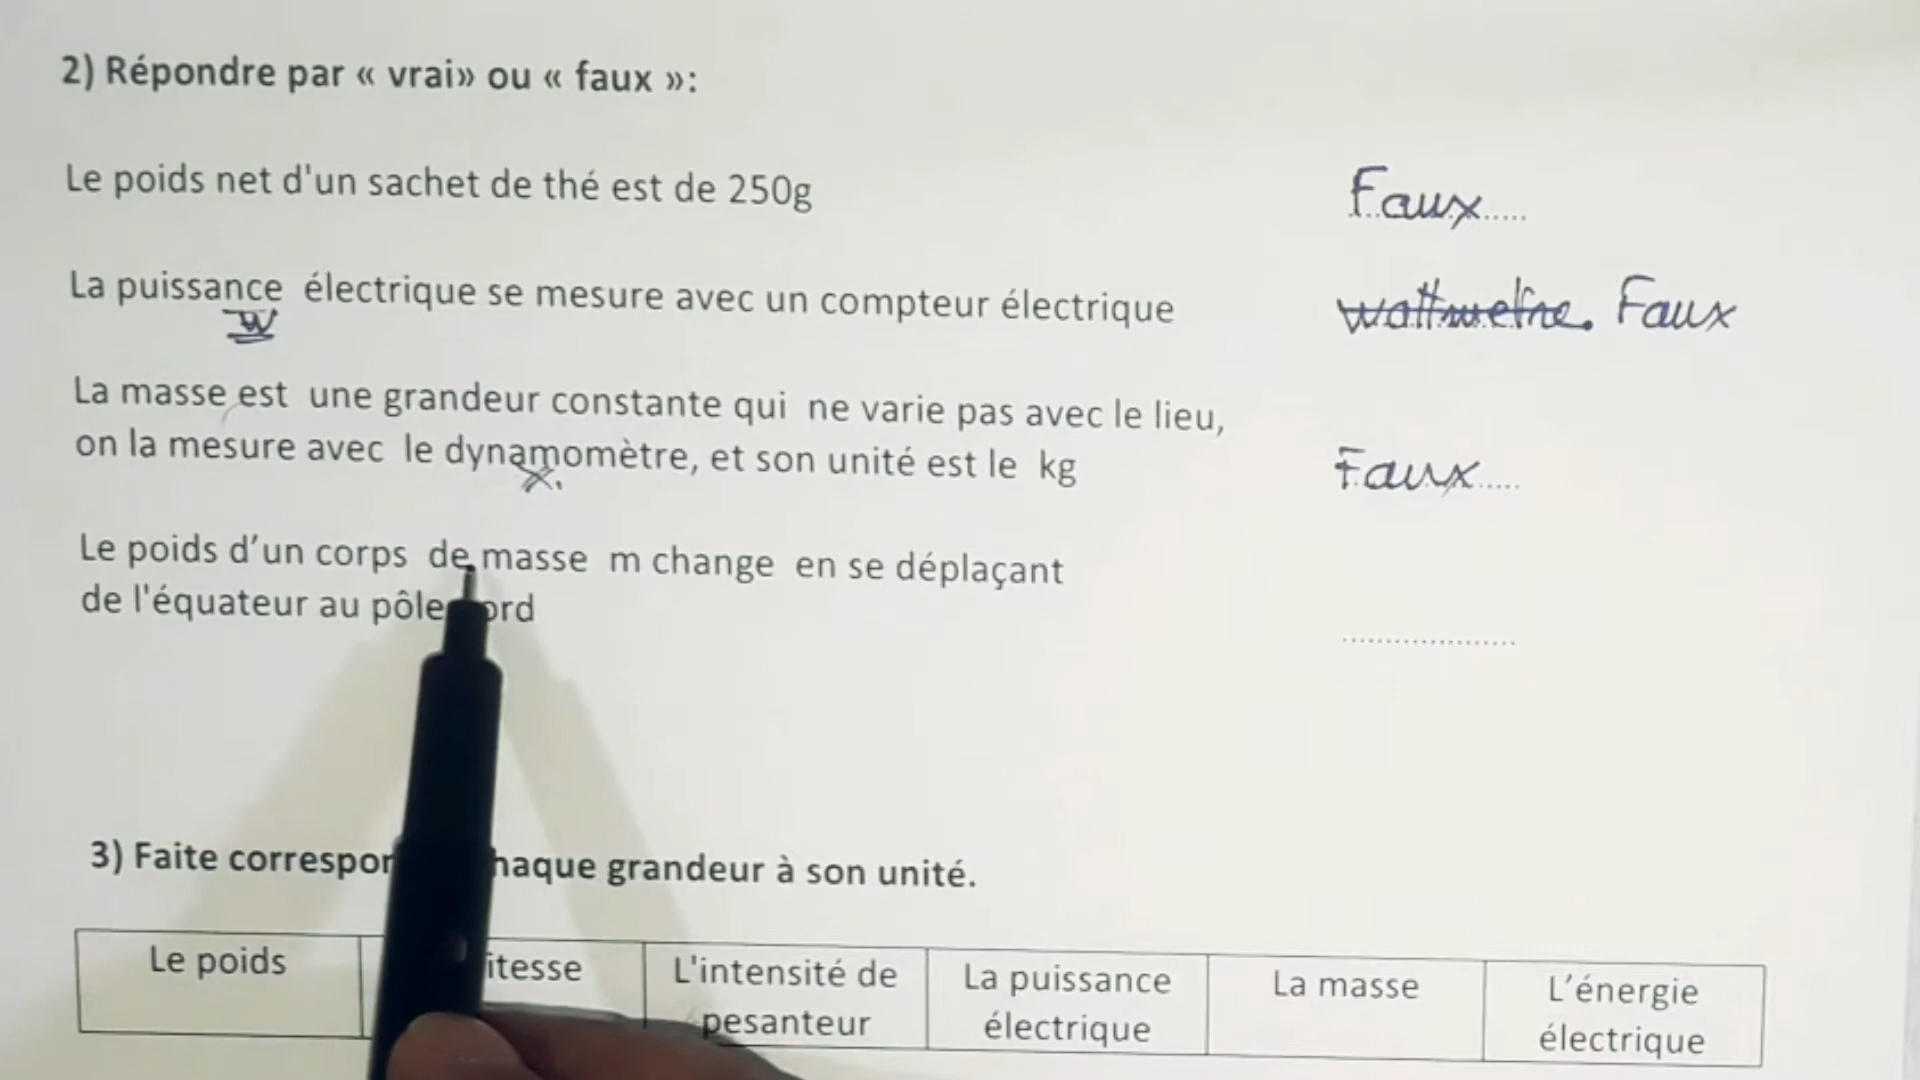 2) Répondre par « vrai» ou « faux »:
Le poids net d'un sachet de thé est de 250g
Faux
La puissance électrique se mesure avec un compteur électrique
W
wattmetre. Faux
La masse est une grandeur constante qui ne varie pas avec le lieu,
on la mesure avec le dynamomètre, et son unité est le kg
Faux
Le poids d’un corps de masse m change en se déplaçant
de l'équateur au pôle
3) Faite haque grandeur à son unité.
Le poids
itesse
L'intensité de
pesanteur
La puissance
électrique
La masse
L’énergie
électrique